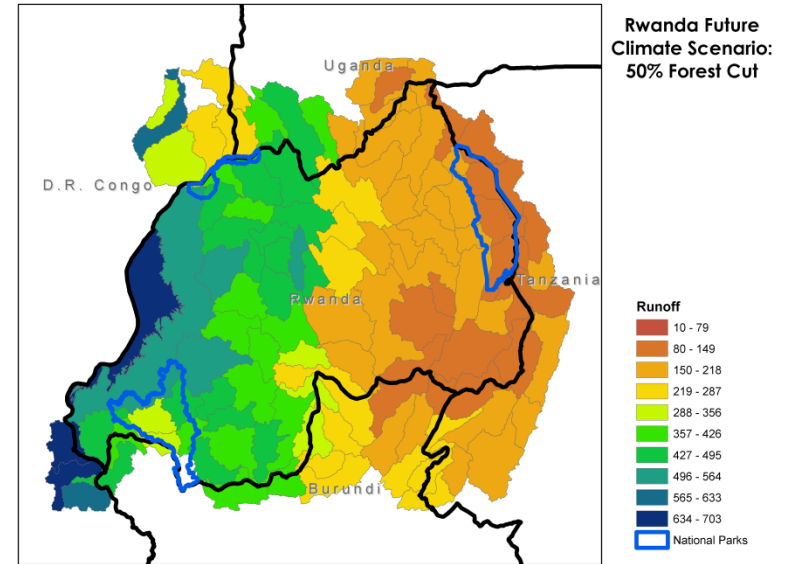 Rwanda Future
Climate Scenario:
50% Forest Cut
Uganda
D.R. Congo
Tanzania
Rwanda
Burundi
Runoff
10 - 79
80 - 149
150 - 218
219 - 287
288 - 356
357 - 426
427 - 495
496 - 564
565 - 633
634 - 703
National Parks